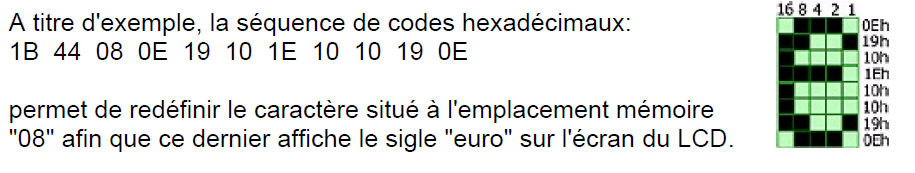 A titre d'exemple, la séquence de codes hexadécimaux:
1B 44 08 0E 19 10 1E 10 10 19 0E
permet de redéfinir le caractère situé à l'emplacement mémoire
"08" afin que ce dernier affiche le sigle "euro" sur l'écran du LCD.
16 8 4 2 1
0Eh
19h
10h
1Eh
10h
10h
19h
0Eh